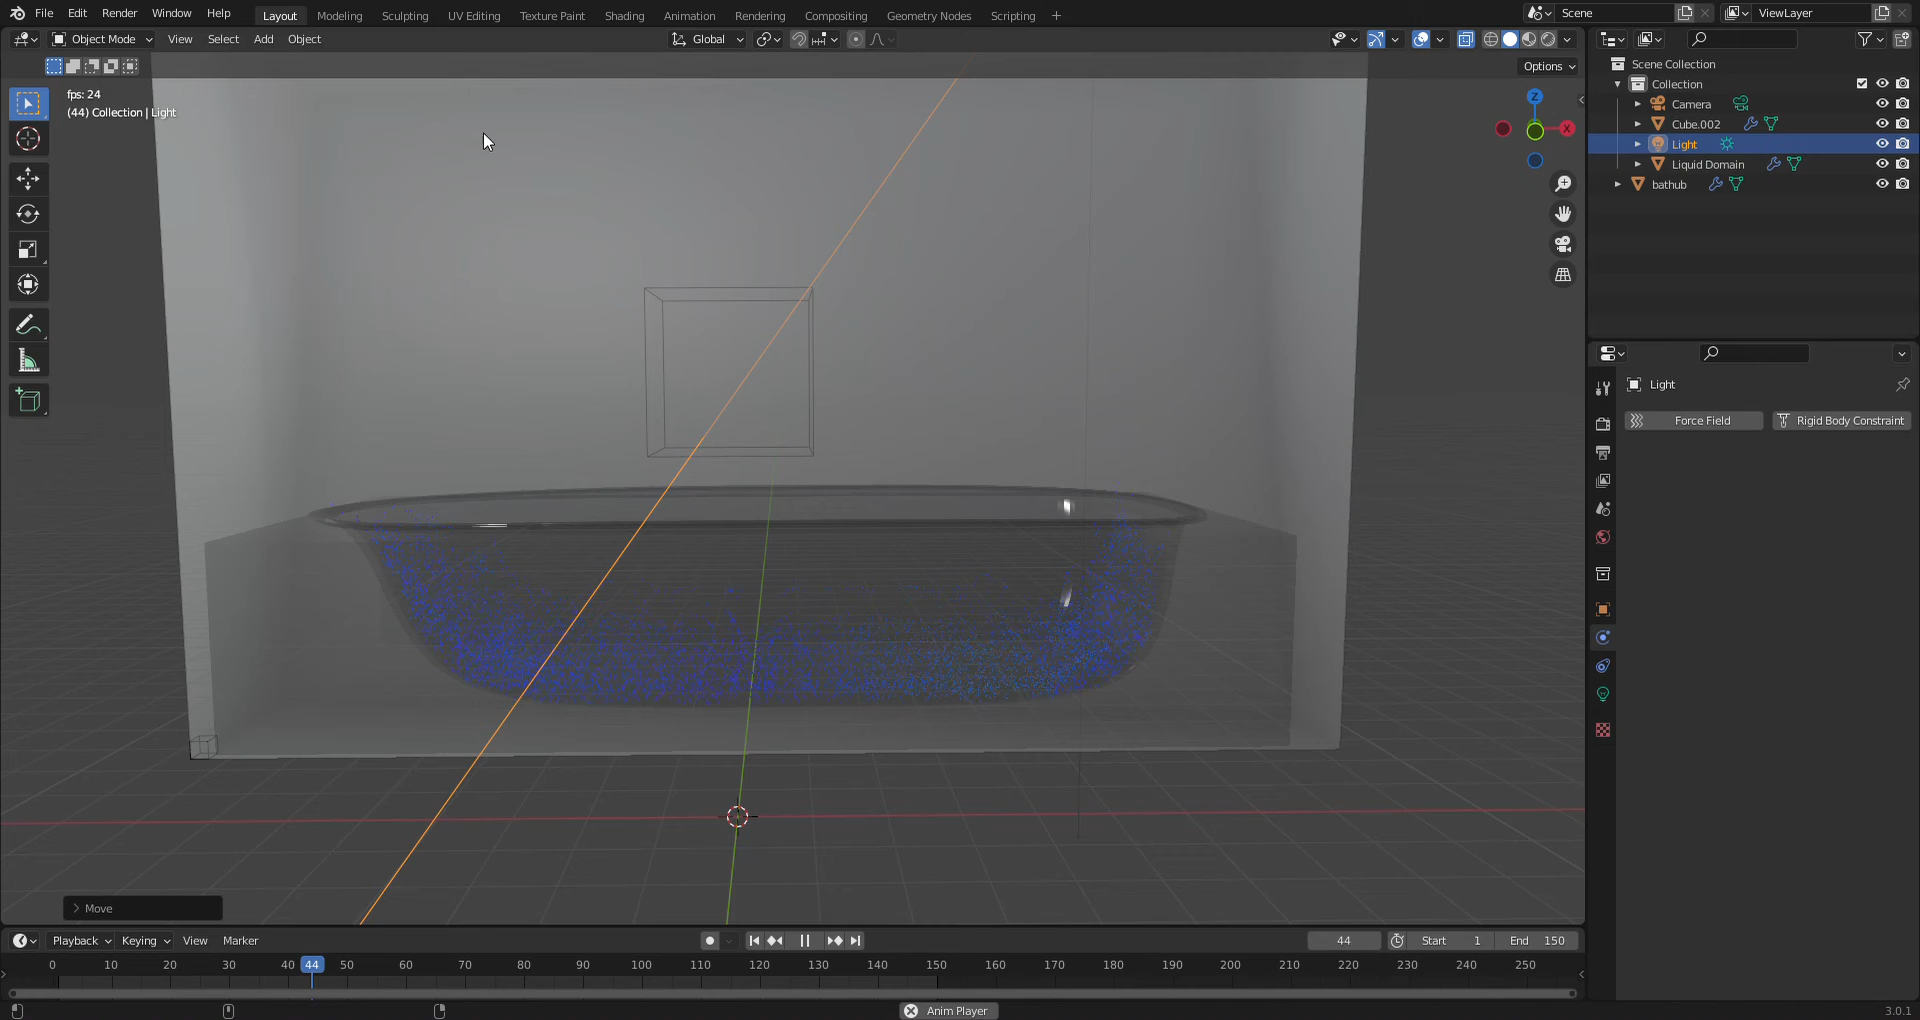 File Edit Render Window Help Layout Modeling Sculpting UV Editing Texture Paint Shading Animation Rendering Compositing Geometry Nodes Scripting + Scene ViewLayer
Object Mode View Select Add Object Global
Options
fps: 24
(44) Collection | Light
Z
X
Scene Collection
Collection
Camera
Cube.002
Light
Liquid Domain
bathub
Light
Force Field Rigid Body Constraint
> Move
Playback Keying View Marker 44 Start 1 End 150
0 10 20 30 40 44 50 60 70 80 90 100 110 120 130 140 150 160 170 180 190 200 210 220 230 240 250
Anim Player 3.0.1